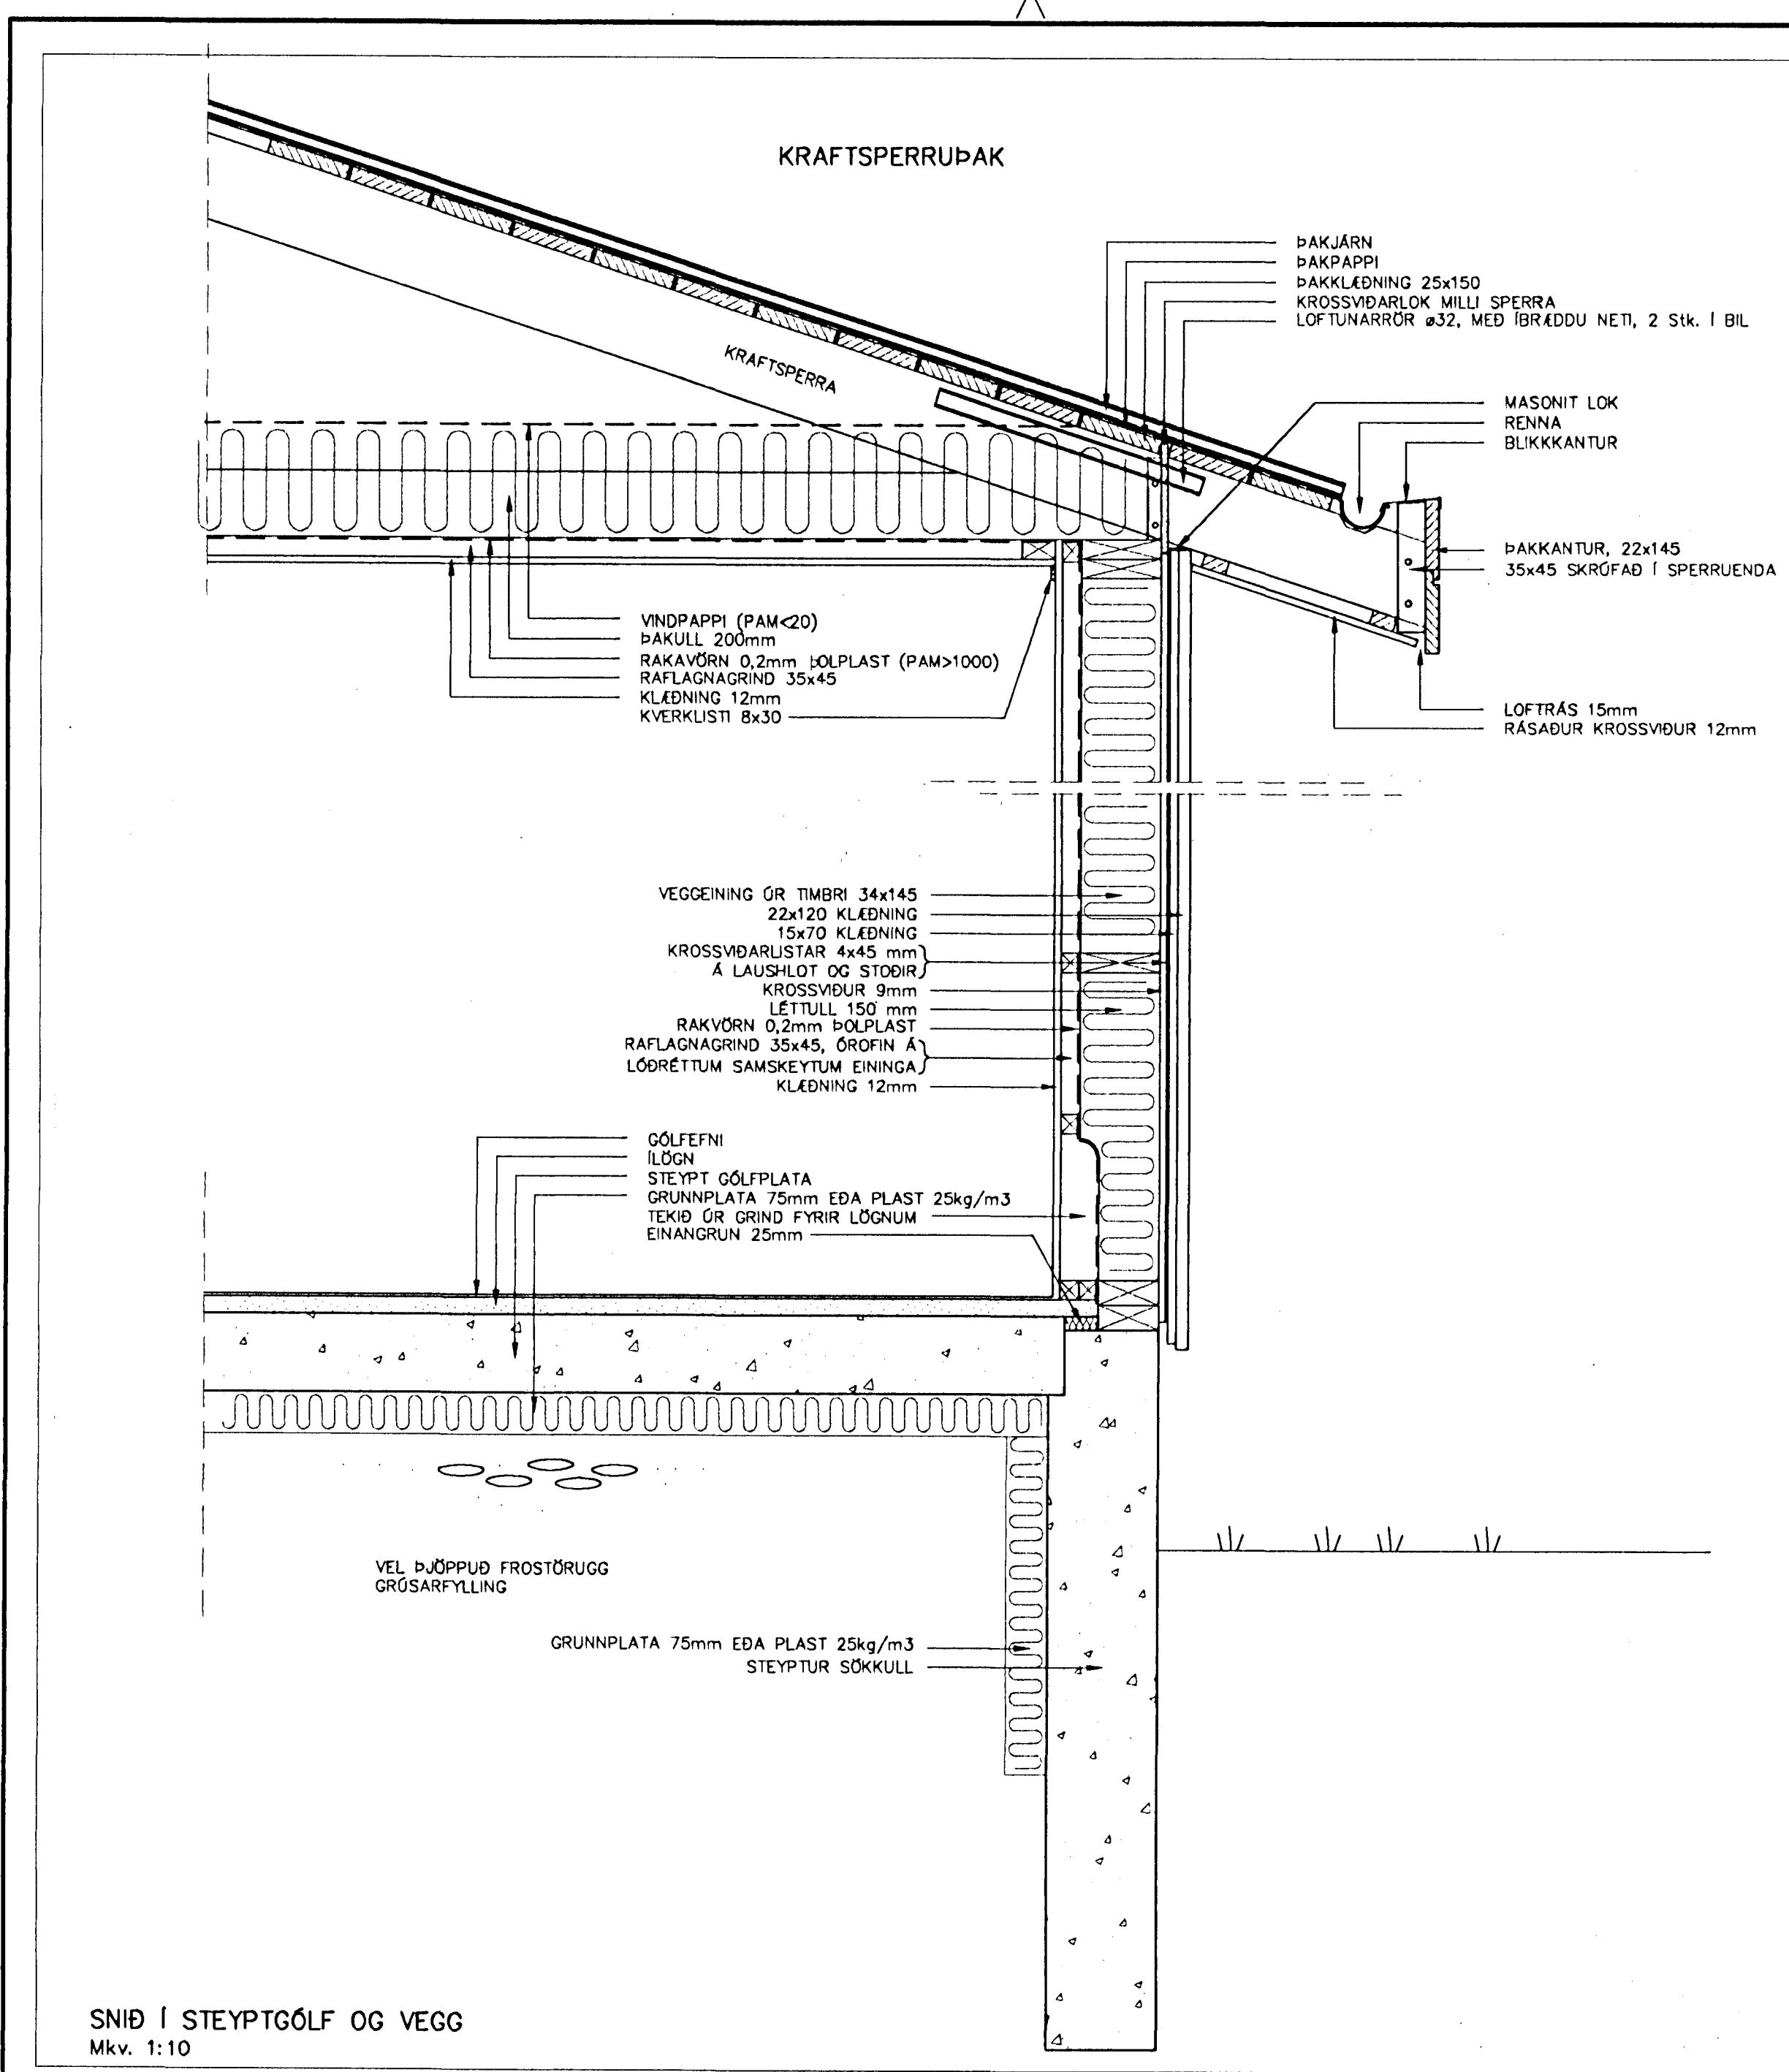 KRAFTSPERRUÞAK
ÞAKJÁRN
ÞAKPAPPI
ÞAKKLÆÐNING 25x150
KROSSVIÐARLOK MILLI SPERRA
LOFTUNARRÖR ø32, MEÐ ÍBRÆDDU NETI, 2 Stk. Í BIL
KRAFTSPERRA
MASONIT LOK
RENNA
BLIKKKANTUR
ÞAKKANTUR, 22x145
35x45 SKRÚFAÐ Í SPERRUENDA
VINDPAPPI (PAM<20)
ÞAKULL 200mm
RAKAVÖRN 0,2mm ÞOLPLAST (PAM>1000)
RAFLAGNAGRIND 35x45
KLÆÐNING 12mm
KVERKLISTI 8x30
LOFTRÁS 15mm
RÁSAÐUR KROSSVIÐUR 12mm
VEGGEINING ÚR TIMBRI 34x145
22x120 KLÆÐNING
15x70 KLÆÐNING
KROSSVIÐARLISTAR 4x45 mm
Á LAUSHLOT OG STOÐIR
KROSSVIÐUR 9mm
LÉTTULL 150 mm
RAKVÖRN 0,2mm ÞOLPLAST
RAFLAGNAGRIND 35x45, ÓROFIN Á
LÓÐRÉTTUM SAMSKEYTUM EININGA
KLÆÐNING 12mm
GÓLFEFNI
ÍLÖGN
STEYPT GÓLFPLATA
GRUNNPLATA 75mm EÐA PLAST 25kg/m3
TEKIÐ ÚR GRIND FYRIR LÖGNUM
EINANGRUN 25mm
VEL ÞJÖPPUÐ FROSTÖRUGG
GRÚSARFYLLING
GRUNNPLATA 75mm EÐA PLAST 25kg/m3
STEYPTUR SÖKKULL
SNIÐ Í STEYPTGÓLF OG VEGG
Mkv. 1:10